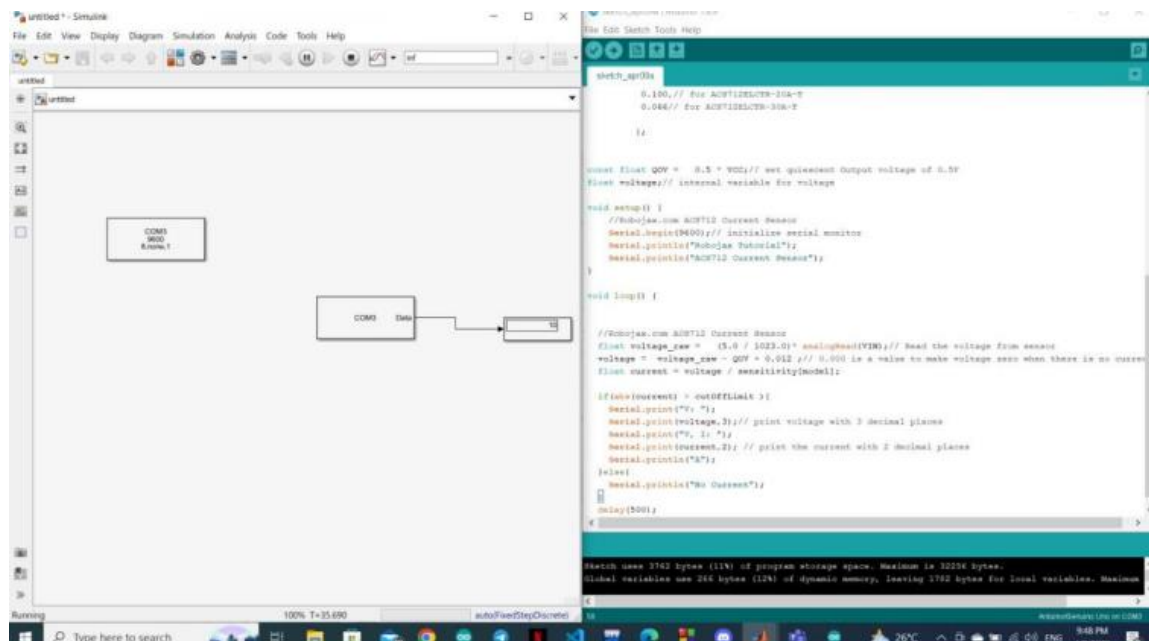 untitled * - Simulink
File Edit View Display Diagram Simulation Analysis Code Tools Help
inf
untitled
untitled
COM3
9600
8,none,1
COM3 Data
10
Running
100% T=35.690
auto(FixedStepDiscrete)
File Edit Sketch Tools Help
0.100,// for ACS712ELCTR-20A-T
0.066// for ACS712ELCTR-30A-T
};
const float QOV = 0.5 * VCC;// set quiescent Output voltage of 0.5V
float voltage;// internal variable for voltage
void setup() {
//Robojax.com ACS712 Current Sensor
Serial.begin(9600);// initialize serial monitor
Serial.println("Robojax Tutorial");
Serial.println("ACS712 Current Sensor");
}
void loop() {
//Robojax.com ACS712 Current Sensor
float voltage_raw = (5.0 / 1023.0)* analogRead(VIN);// Read the voltage from sensor
voltage = voltage_raw - QOV + 0.012 ;// 0.000 is a value to make voltage zero when there is no curren
float current = voltage / sensitivity[model];
if(abs(current) > cutOffLimit ){
Serial.print("V: ");
Serial.print(voltage,3);// print voltage with 3 decimal places
Serial.print("V, I: ");
Serial.print(current,2); // print the current with 2 decimal places
Serial.println("A");
}else{
Serial.println("No Current");
}
delay(500);
Sketch uses 3762 bytes (11%) of program storage space. Maximum is 32256 bytes.
Global variables use 266 bytes (12%) of dynamic memory, leaving 1782 bytes for local variables. Maximum
Type here to search
26°C
ENG
9:48 PM